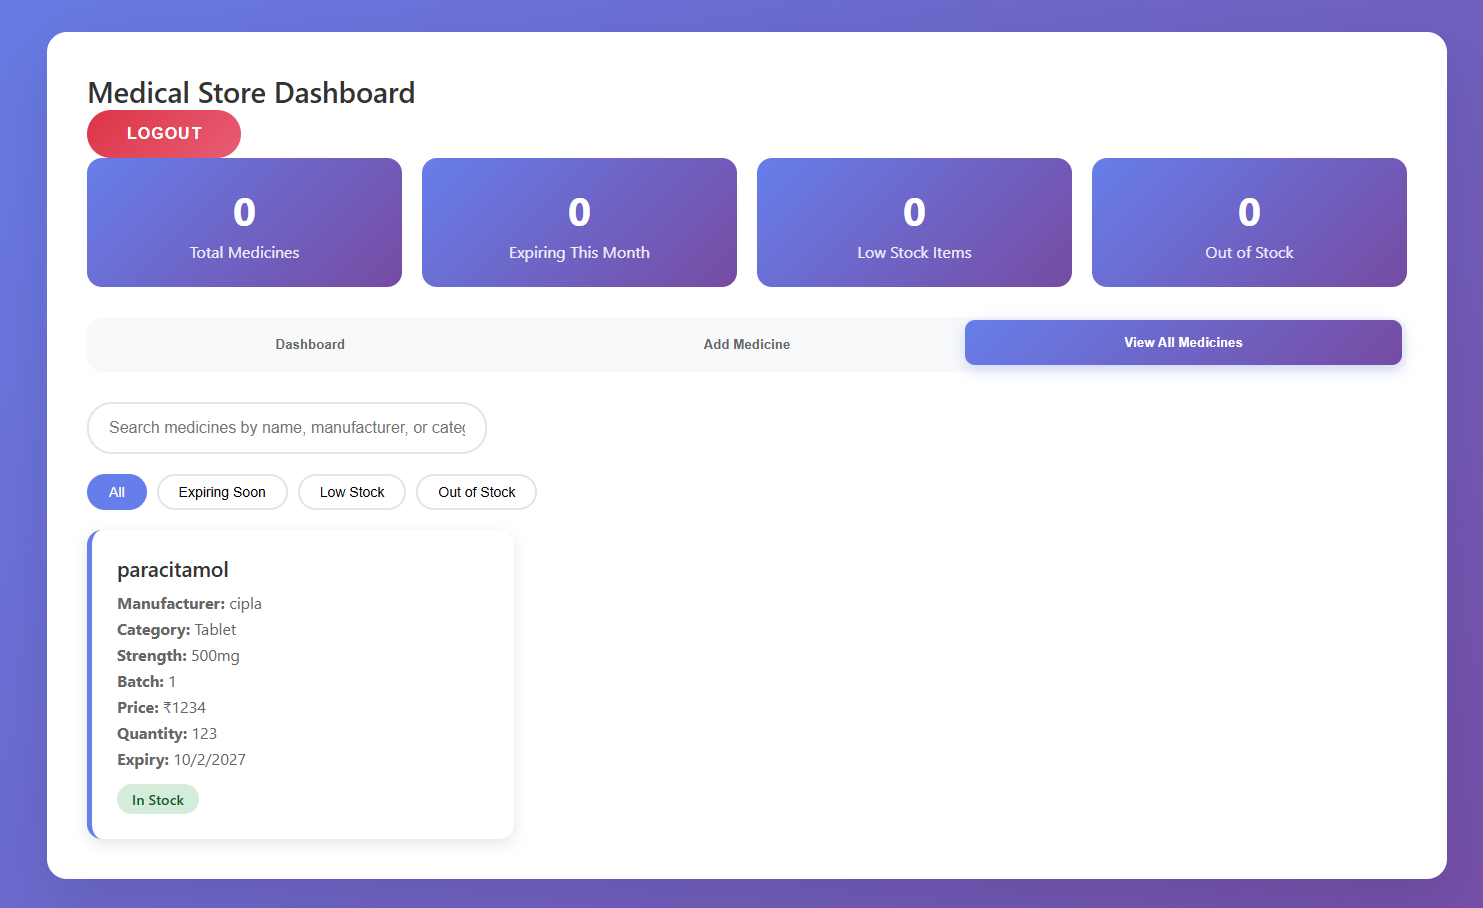 Medical Store Dashboard
LOGOUT
0
Total Medicines
0
Expiring This Month
0
Low Stock Items
0
Out of Stock
Dashboard
Add Medicine
View All Medicines
Search medicines by name, manufacturer, or categ
All
Expiring Soon
Low Stock
Out of Stock
paracitamol
Manufacturer: cipla
Category: Tablet
Strength: 500mg
Batch: 1
Price: ₹1234
Quantity: 123
Expiry: 10/2/2027
In Stock